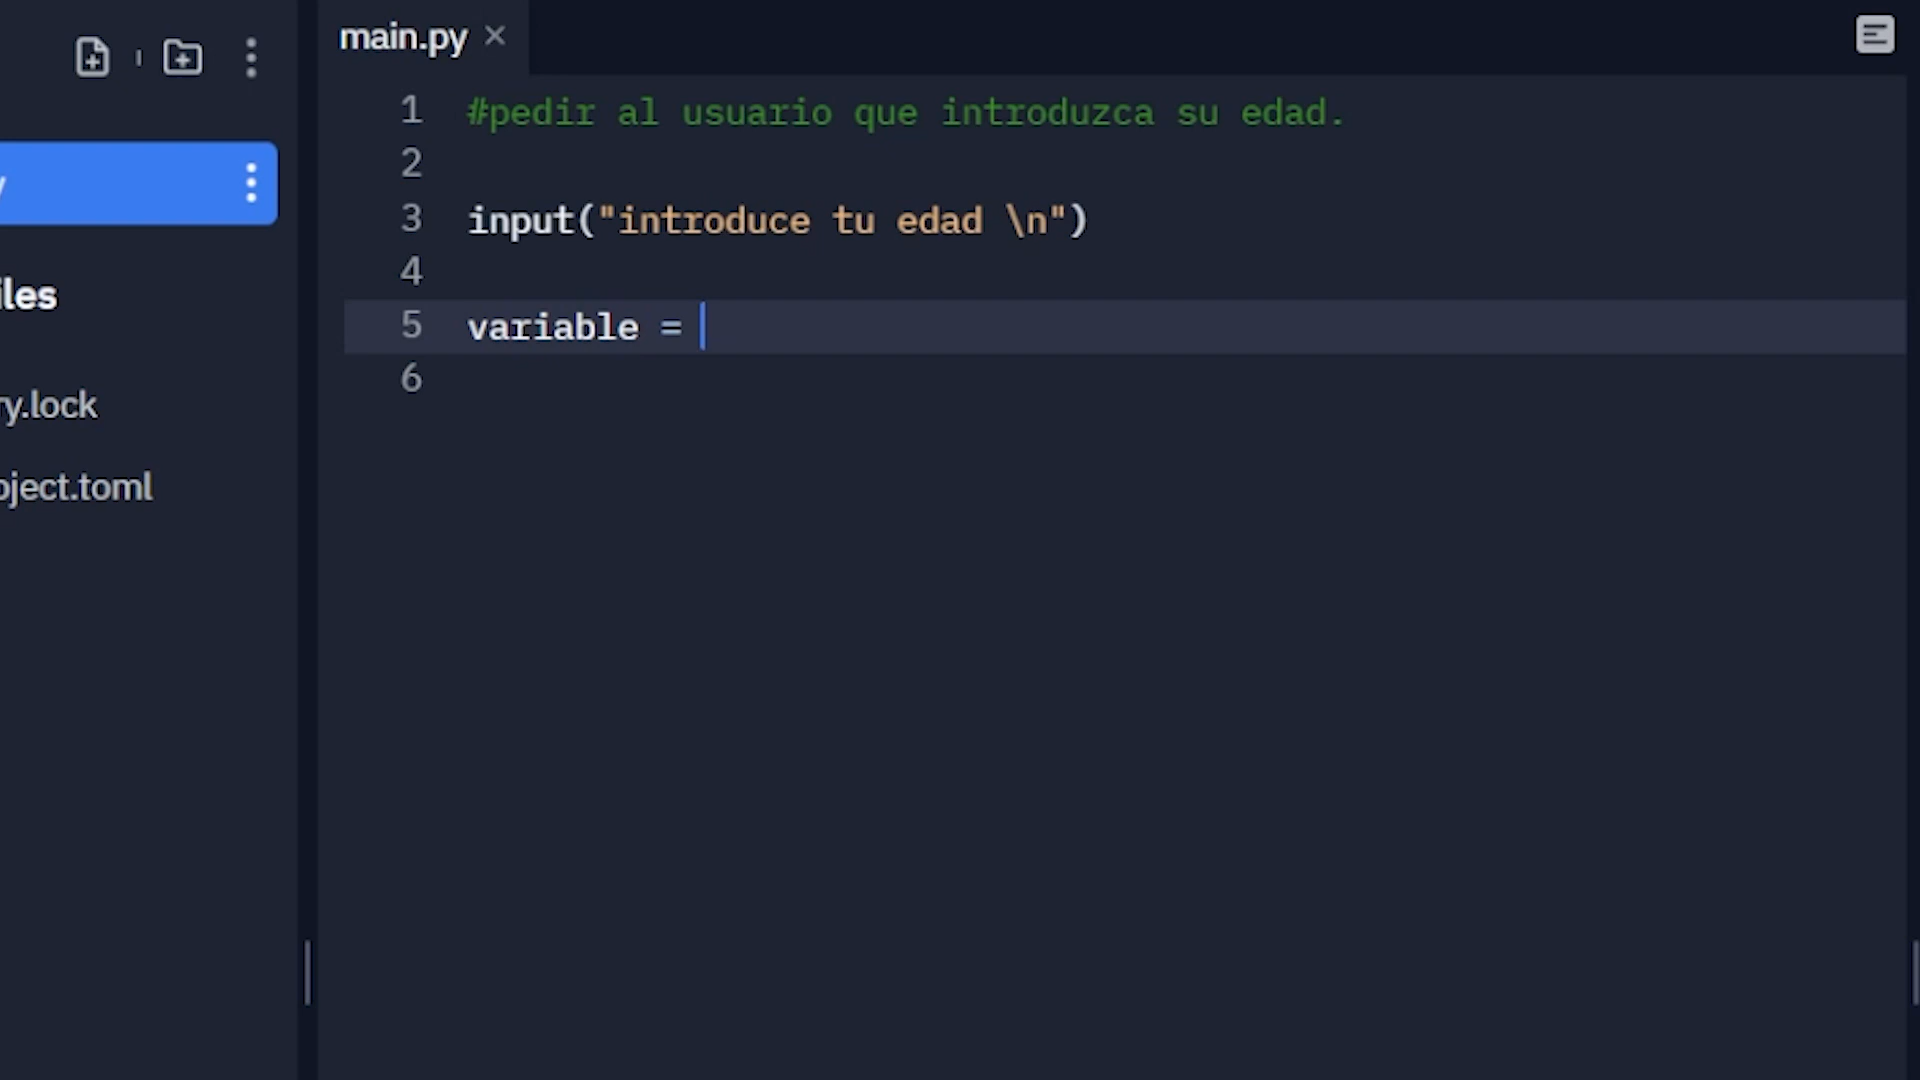 main.py
1 #pedir al usuario que introduzca su edad.
2
3 input("introduce tu edad \n")
4
5 variable =
6
iles
ry.lock
oject.toml